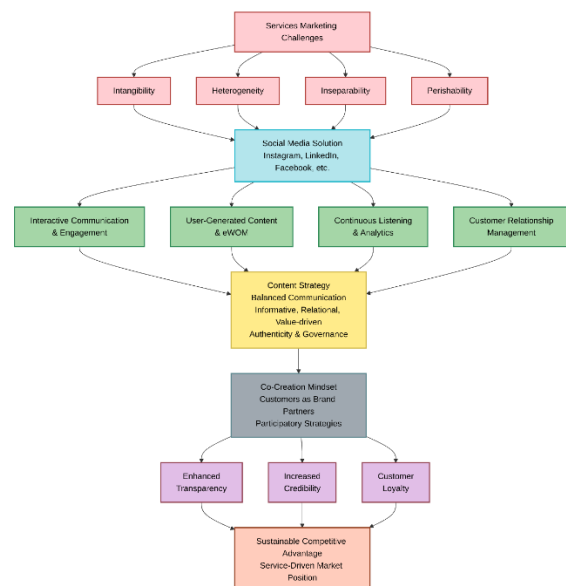 Services Marketing
Challenges
Intangibility
Heterogeneity
Inseparability
Perishability
Social Media Solution
Instagram, LinkedIn,
Facebook, etc.
Interactive Communication
& Engagement
User-Generated Content
& eWOM
Continuous Listening
& Analytics
Customer Relationship
Management
Content Strategy
Balanced Communication
Informative, Relational,
Value-driven
Authenticity & Governance
Co-Creation Mindset
Customers as Brand
Partners
Participatory Strategies
Enhanced
Transparency
Increased
Credibility
Customer
Loyalty
Sustainable Competitive
Advantage
Service-Driven Market
Position